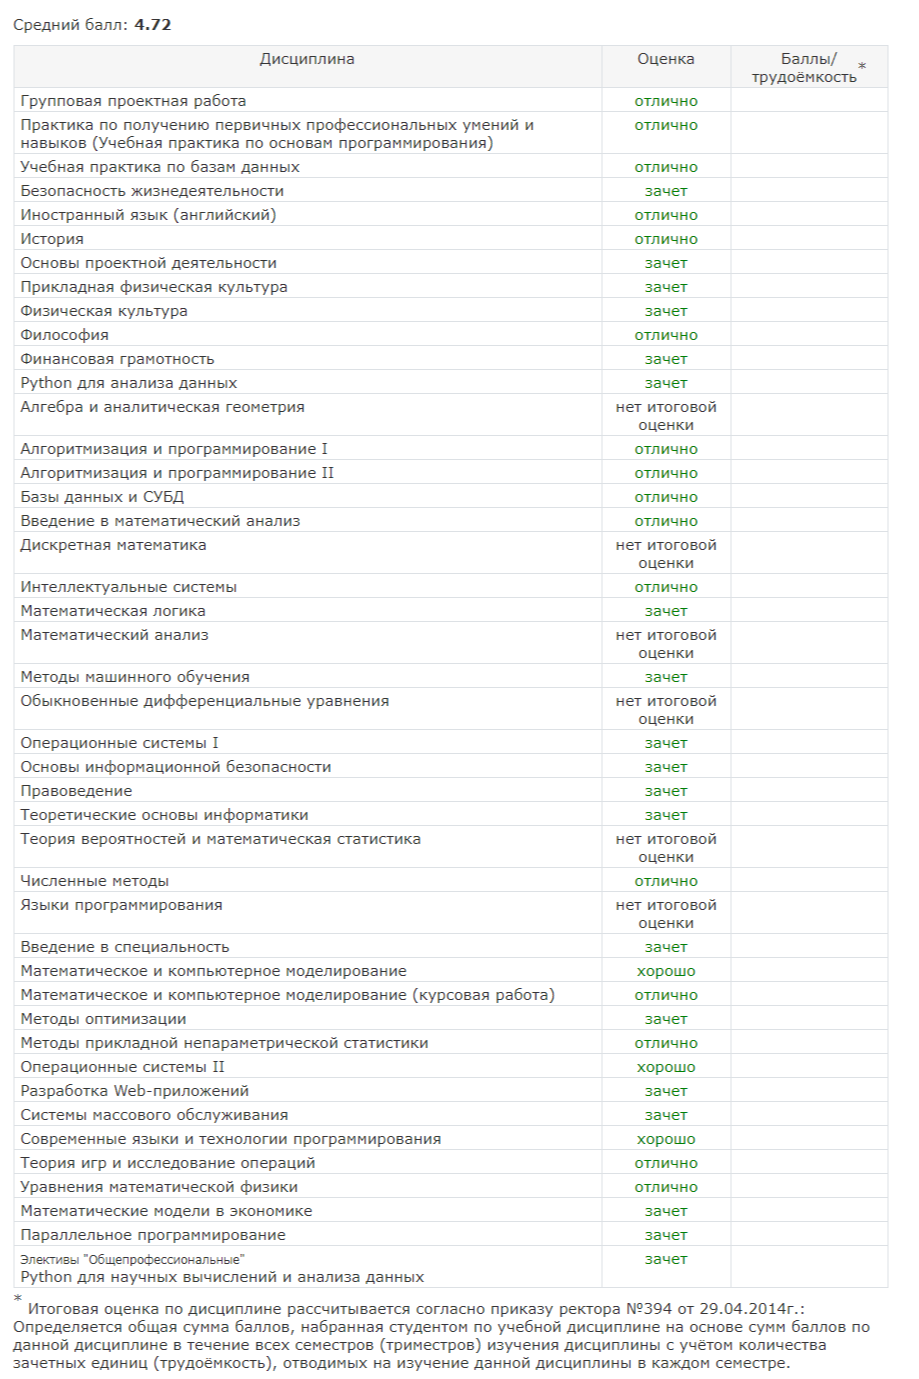 Средний балл: 4.72
Дисциплина Оценка Баллы/
трудоёмкость*
Групповая проектная работа отлично
Практика по получению первичных профессиональных умений и отлично
навыков (Учебная практика по основам программирования)
Учебная практика по базам данных отлично
Безопасность жизнедеятельности зачет
Иностранный язык (английский) отлично
История отлично
Основы проектной деятельности зачет
Прикладная физическая культура зачет
Физическая культура зачет
Философия отлично
Финансовая грамотность зачет
Python для анализа данных зачет
Алгебра и аналитическая геометрия нет итоговой
оценки
Алгоритмизация и программирование I отлично
Алгоритмизация и программирование II отлично
Базы данных и СУБД отлично
Введение в математический анализ отлично
Дискретная математика нет итоговой
оценки
Интеллектуальные системы отлично
Математическая логика зачет
Математический анализ нет итоговой
оценки
Методы машинного обучения зачет
Обыкновенные дифференциальные уравнения нет итоговой
оценки
Операционные системы I зачет
Основы информационной безопасности зачет
Правоведение зачет
Теоретические основы информатики зачет
Теория вероятностей и математическая статистика нет итоговой
оценки
Численные методы отлично
Языки программирования нет итоговой
оценки
Введение в специальность зачет
Математическое и компьютерное моделирование хорошо
Математическое и компьютерное моделирование (курсовая работа) отлично
Методы оптимизации зачет
Методы прикладной непараметрической статистики отлично
Операционные системы II хорошо
Разработка Web-приложений зачет
Системы массового обслуживания зачет
Современные языки и технологии программирования хорошо
Теория игр и исследование операций отлично
Уравнения математической физики отлично
Математические модели в экономике зачет
Параллельное программирование зачет
Элективы "Общепрофессиональные" зачет
Python для научных вычислений и анализа данных
* Итоговая оценка по дисциплине рассчитывается согласно приказу ректора №394 от 29.04.2014г.:
Определяется общая сумма баллов, набранная студентом по учебной дисциплине на основе сумм баллов по
данной дисциплине в течение всех семестров (триместров) изучения дисциплины с учётом количества
зачетных единиц (трудоёмкость), отводимых на изучение данной дисциплины в каждом семестре.